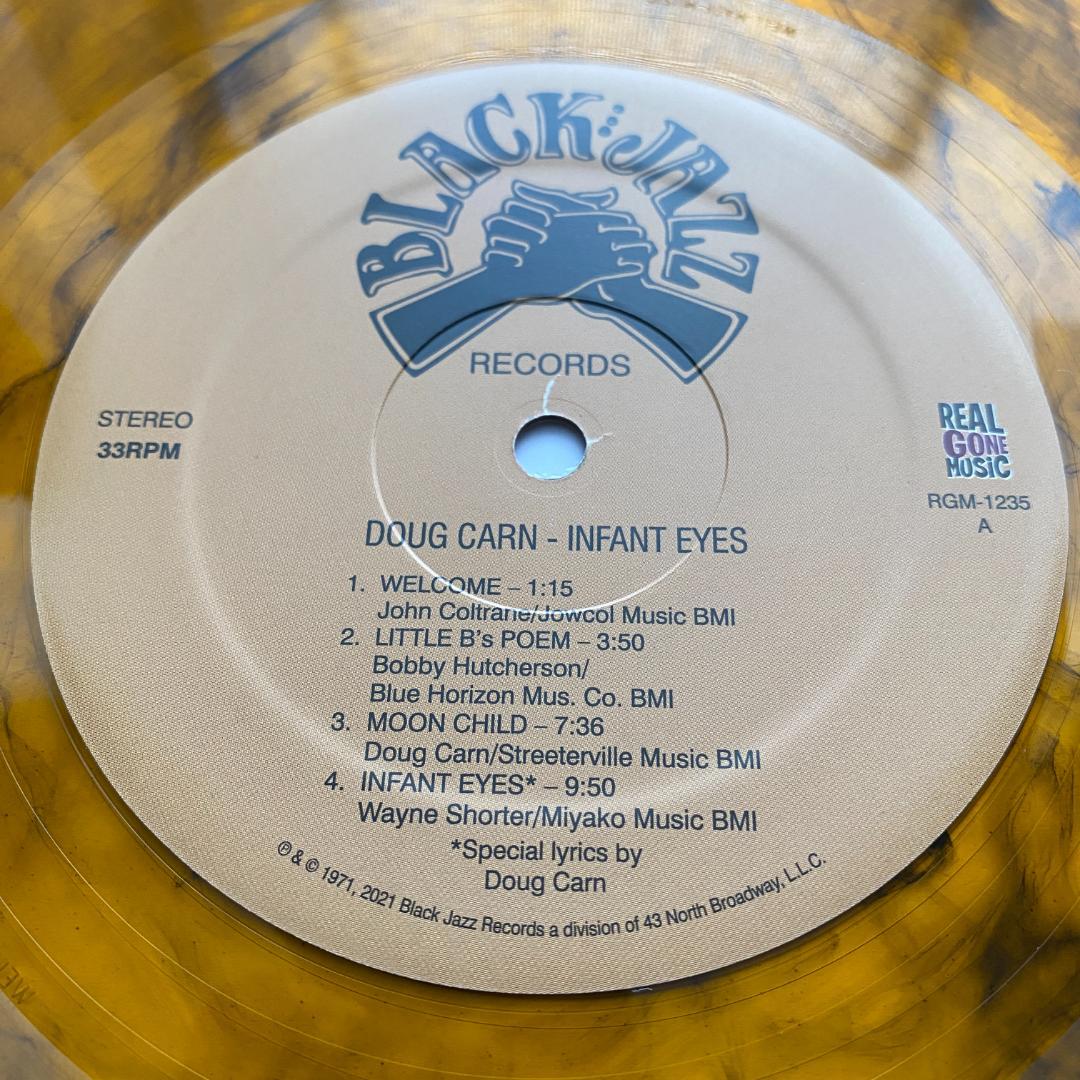 BLACK JAZZ
RECORDS
STEREO
33RPM
REAL
GONE
MUSIC
RGM-1235
A
DOUG CARN - INFANT EYES
1. WELCOME – 1:15
John Coltrane/Jowcol Music BMI
2. LITTLE B's POEM – 3:50
Bobby Hutcherson/
Blue Horizon Mus. Co. BMI
3. MOON CHILD – 7:36
Doug Carn/Streeterville Music BMI
4. INFANT EYES* – 9:50
Wayne Shorter/Miyako Music BMI
*Special lyrics by
Doug Carn
℗ & © 1971, 2021 Black Jazz Records a division of 43 North Broadway, L.L.C.